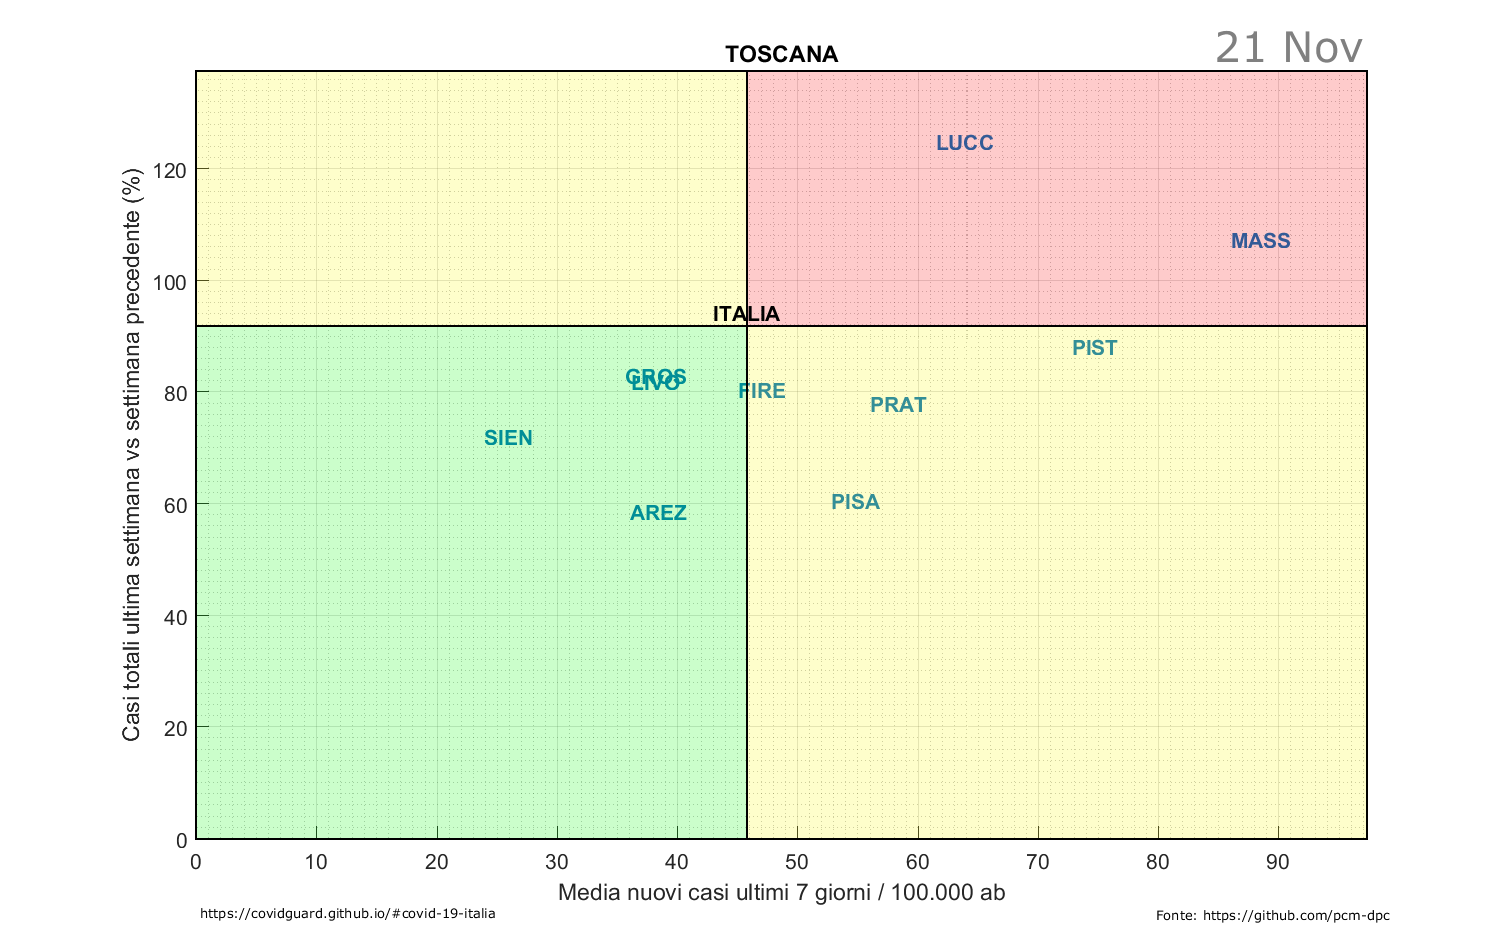 21 Nov
TOSCANA
LUCC
MASS
ITALIA
PIST
GROS
LIVO
FIRE
PRAT
SIEN
PISA
AREZ
Casi totali ultima settimana vs settimana precedente (%)
120
100
80
60
40
20
0
0 10 20 30 40 50 60 70 80 90
Media nuovi casi ultimi 7 giorni / 100.000 ab
https://covidguard.github.io/#covid-19-italia
Fonte: https://github.com/pcm-dpc